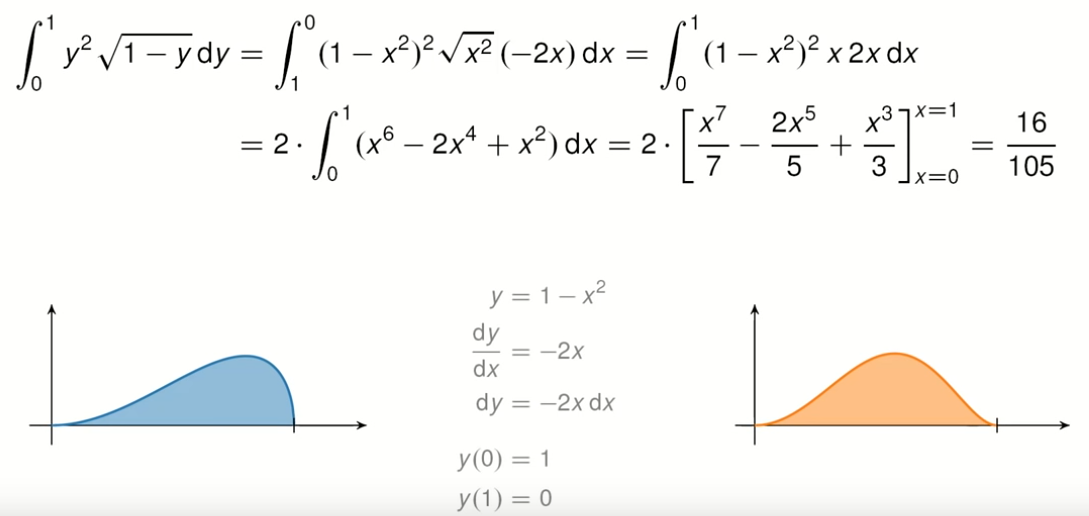 ∫₀¹ y² √(1 − y) dy = ∫₁⁰ (1 − x²)² √(x²) (−2x) dx = ∫₀¹ (1 − x²)² x 2x dx
= 2 · ∫₀¹ (x⁶ − 2x⁴ + x²) dx = 2 · [x⁷/7 − 2x⁵/5 + x³/3]ₓ₌₀ˣ⁼¹ = 16/105
y = 1 − x²
dy/dx = −2x
dy = −2x dx
y(0) = 1
y(1) = 0